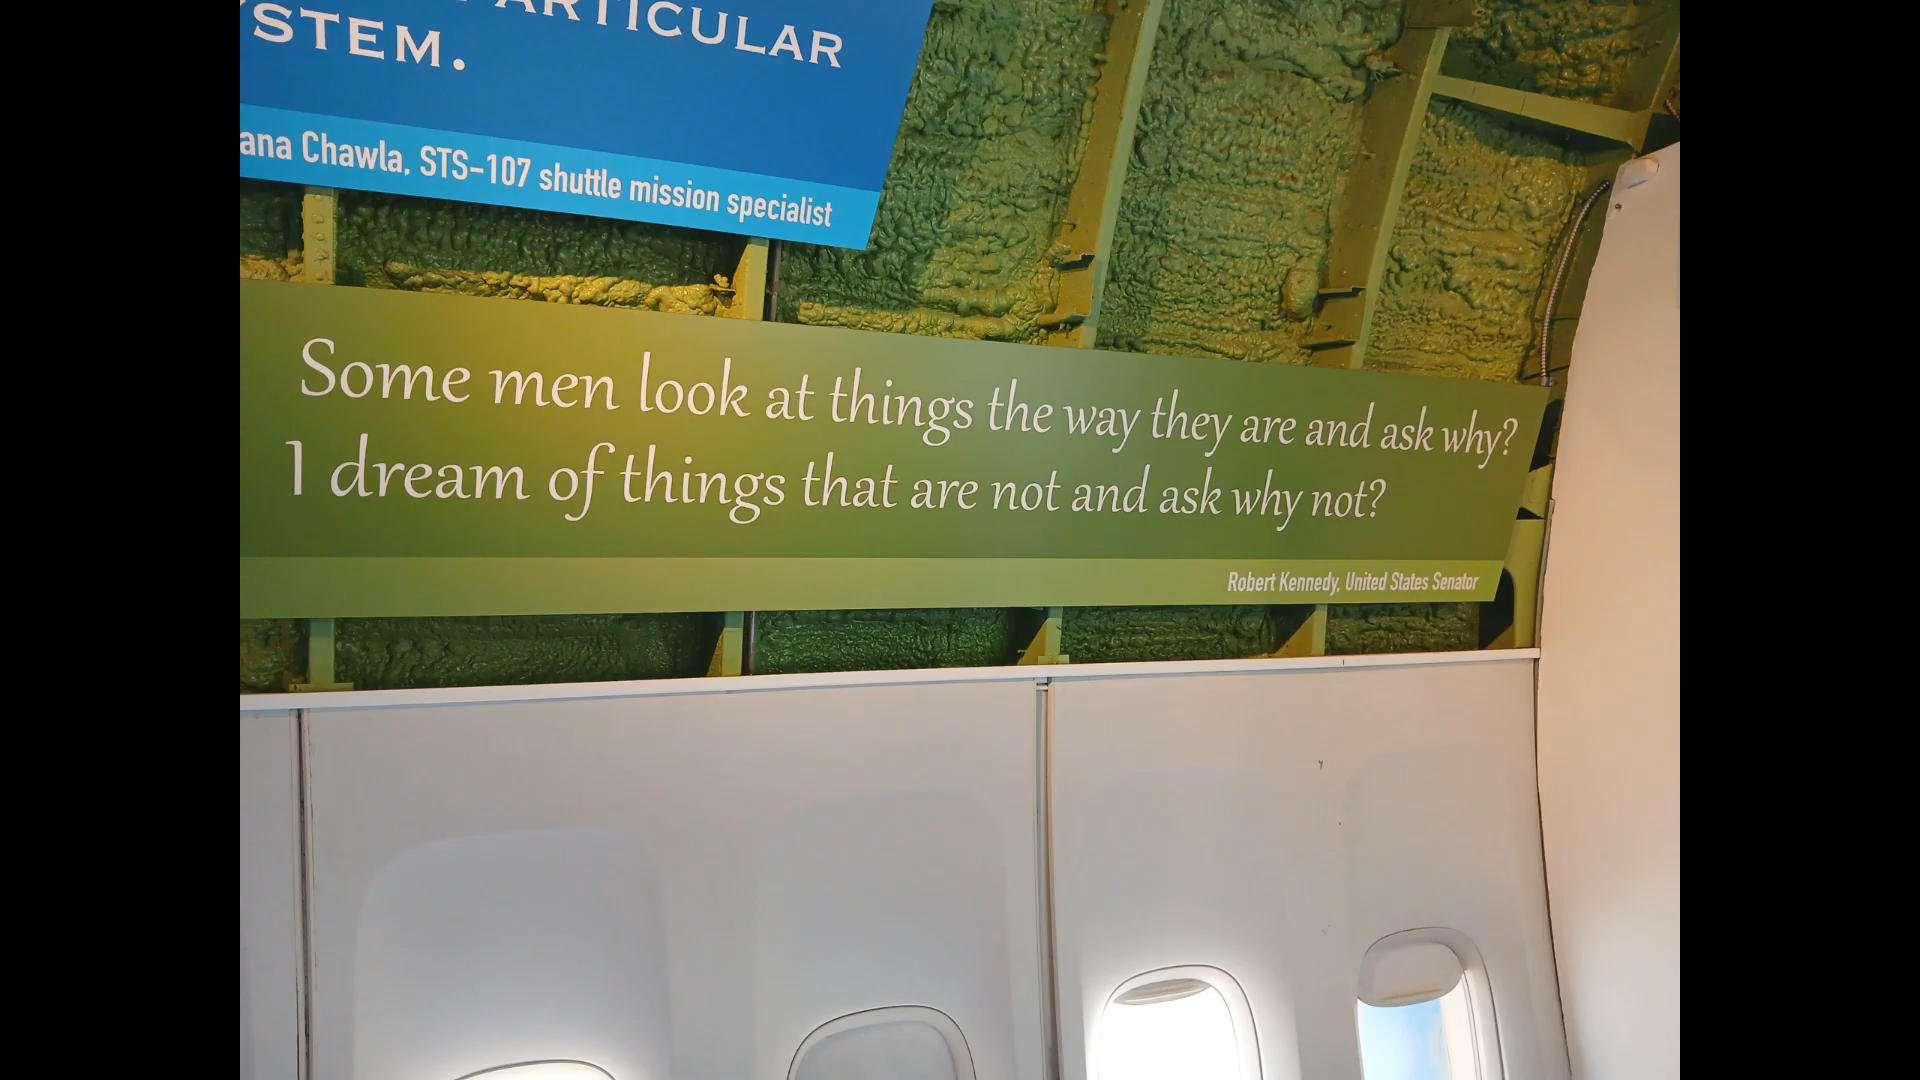 PARTICULAR
STEM.
ana Chawla, STS-107 shuttle mission specialist
Some men look at things the way they are and ask why?
I dream of things that are not and ask why not?
Robert Kennedy, United States Senator